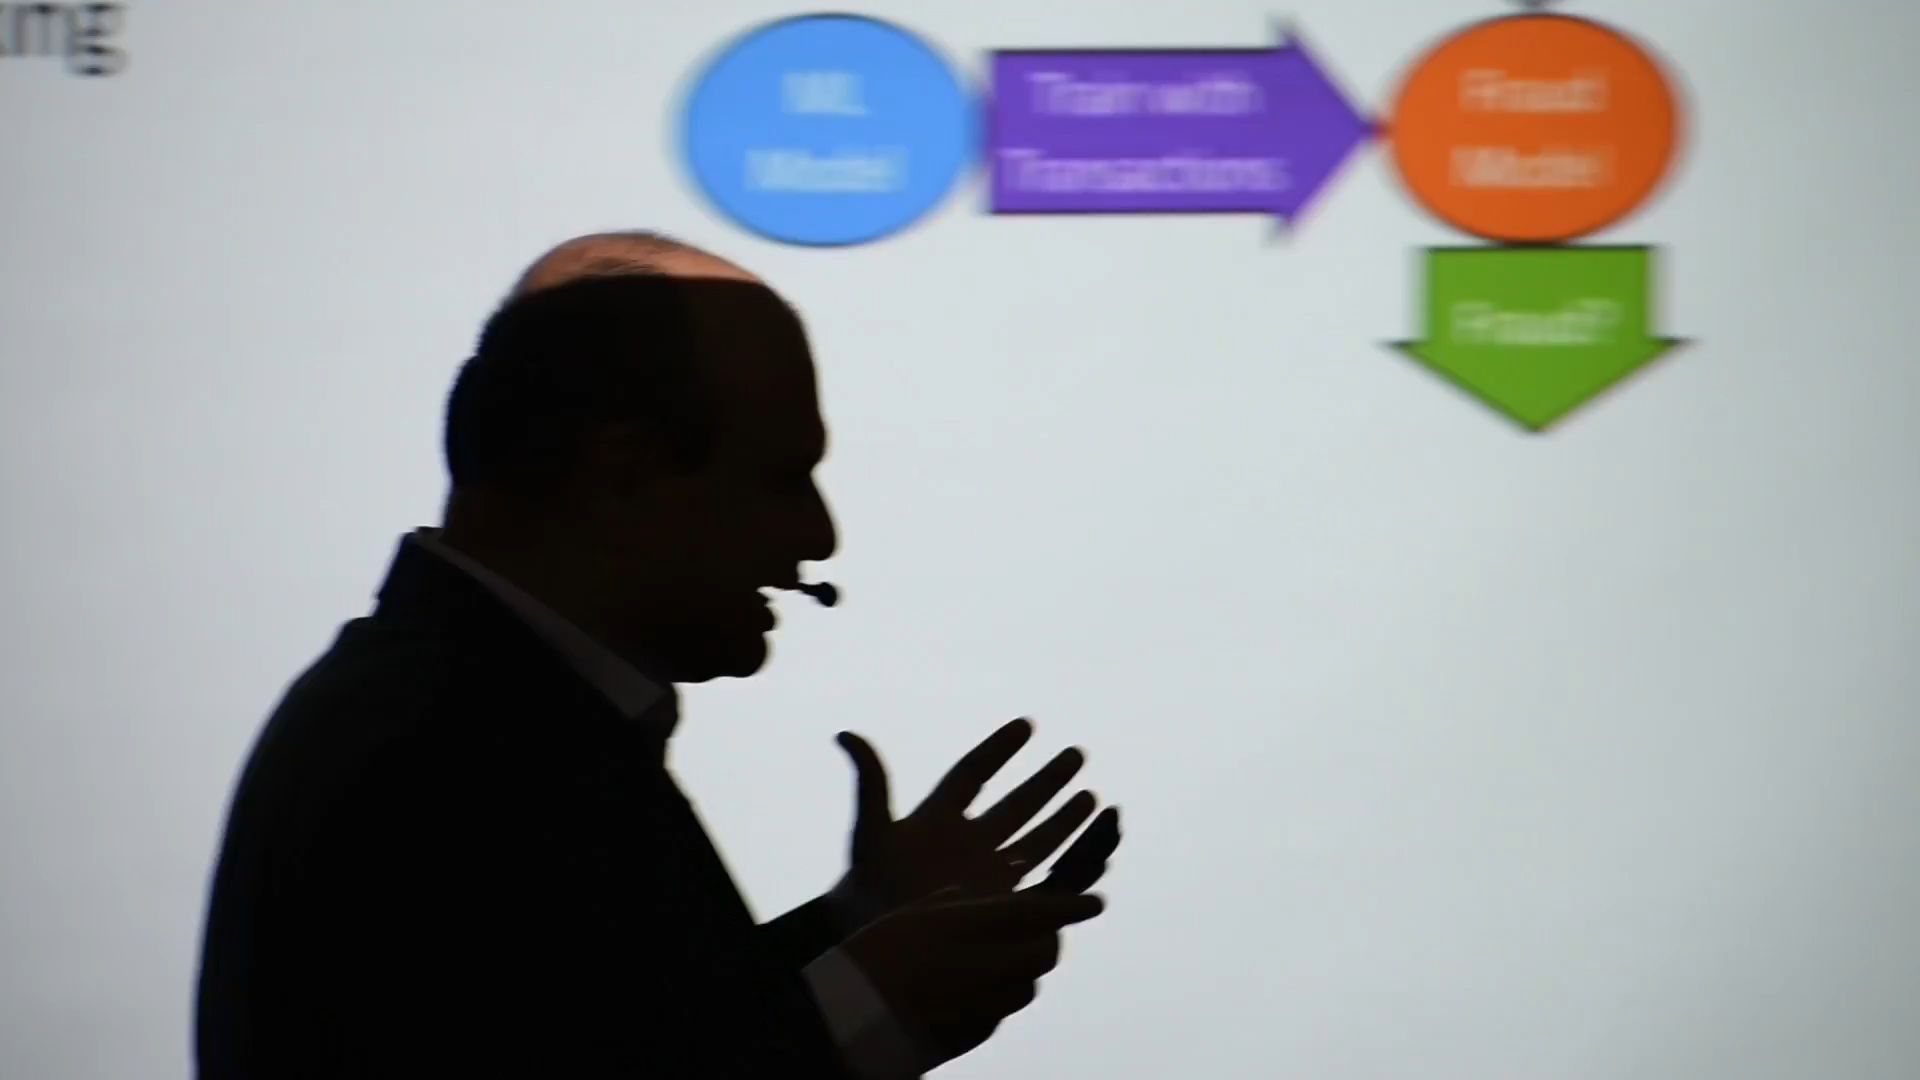 ML
Model
Train with
Transactions
Fraud
Model
Fraud?